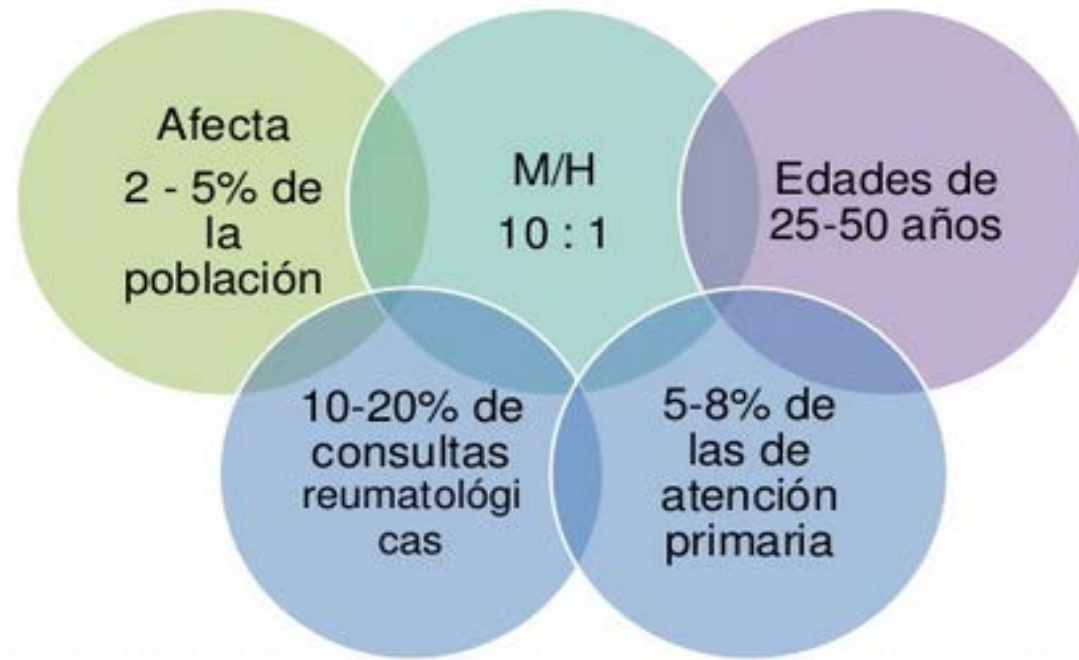 Afecta
2 - 5% de
la
población
M/H
10 : 1
Edades de
25-50 años
10-20% de
consultas
reumatológi
cas
5-8% de
las de
atención
primaria